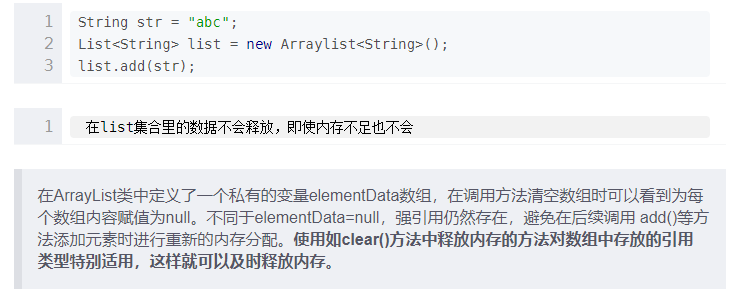 1 String str = "abc";
2 List<String> list = new Arraylist<String>();
3 list.add(str);
1 在list集合里的数据不会释放，即使内存不足也不会
在ArrayList类中定义了一个私有的变量elementData数组，在调用方法清空数组时可以看到为每
个数组内容赋值为null。不同于elementData=null，强引用仍然存在，避免在后续调用 add()等方
法添加元素时进行重新的内存分配。使用如clear()方法中释放内存的方法对数组中存放的引用
类型特别适用，这样就可以及时释放内存。